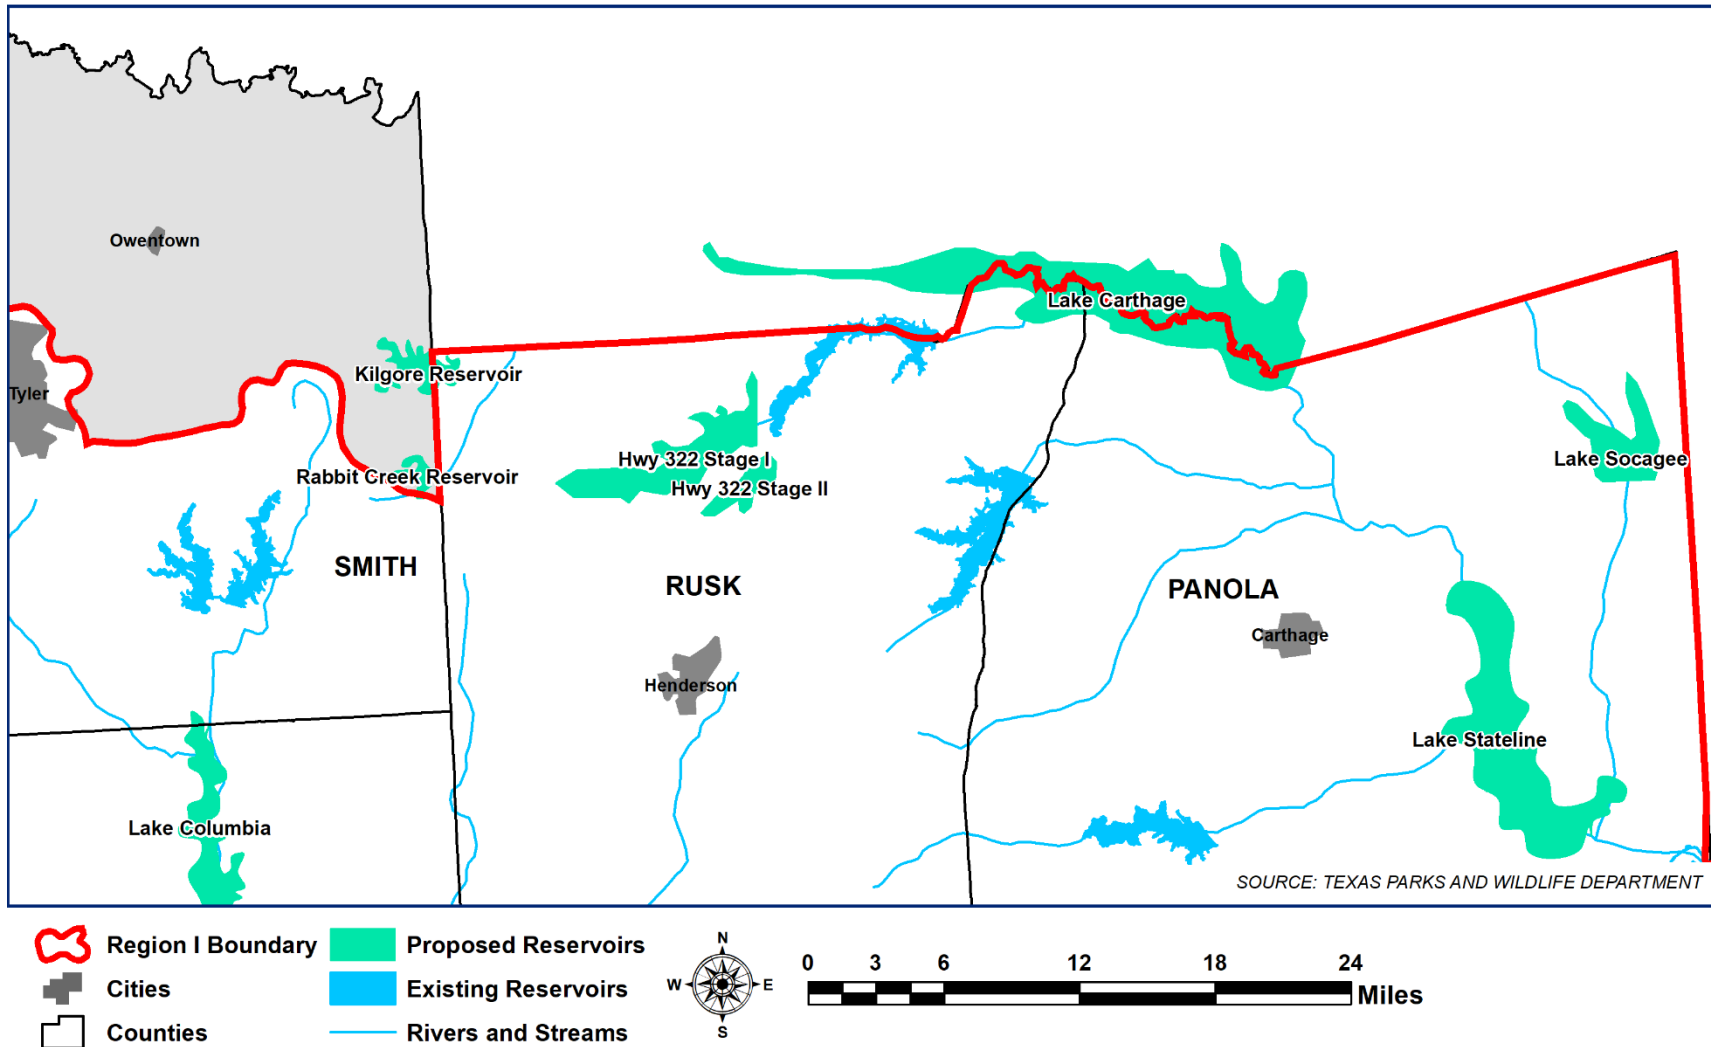 Owentown
Lake Carthage
Kilgore Reservoir
Tyler
Hwy 322 Stage I
Lake Socagee
Rabbit Creek Reservoir
Hwy 322 Stage II
SMITH
RUSK
PANOLA
Carthage
Henderson
Lake Stateline
Lake Columbia
SOURCE: TEXAS PARKS AND WILDLIFE DEPARTMENT
Region I Boundary
Cities
Counties
Proposed Reservoirs
Existing Reservoirs
Rivers and Streams
N
W E
S
0 3 6 12 18 24
Miles